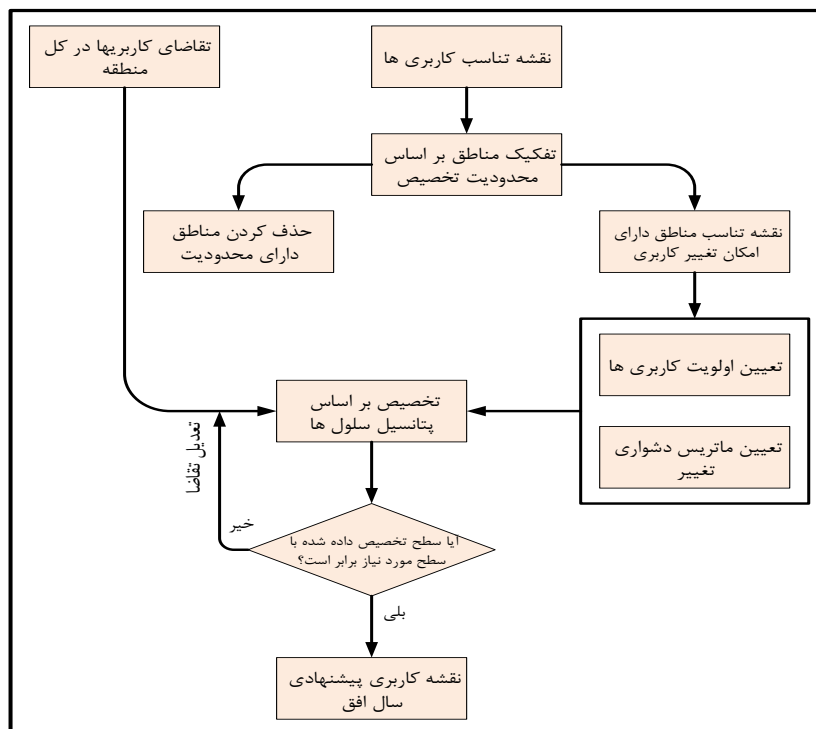 تقاضای کاربریها در کل
منطقه
نقشه تناسب کاربری ها
تفکیک مناطق بر اساس
محدودیت تخصیص
حذف کردن مناطق
دارای محدودیت
نقشه تناسب مناطق دارای
امکان تغییر کاربری
تعیین اولویت کاربری ها
تعیین ماتریس دشواری
تغییر
تخصیص بر اساس
پتانسیل سلول ها
تعدیل تقاضا
خیر
آیا سطح تخصیص داده شده با
سطح مورد نیاز برابر است؟
بلی
نقشه کاربری پیشنهادی
سال افق